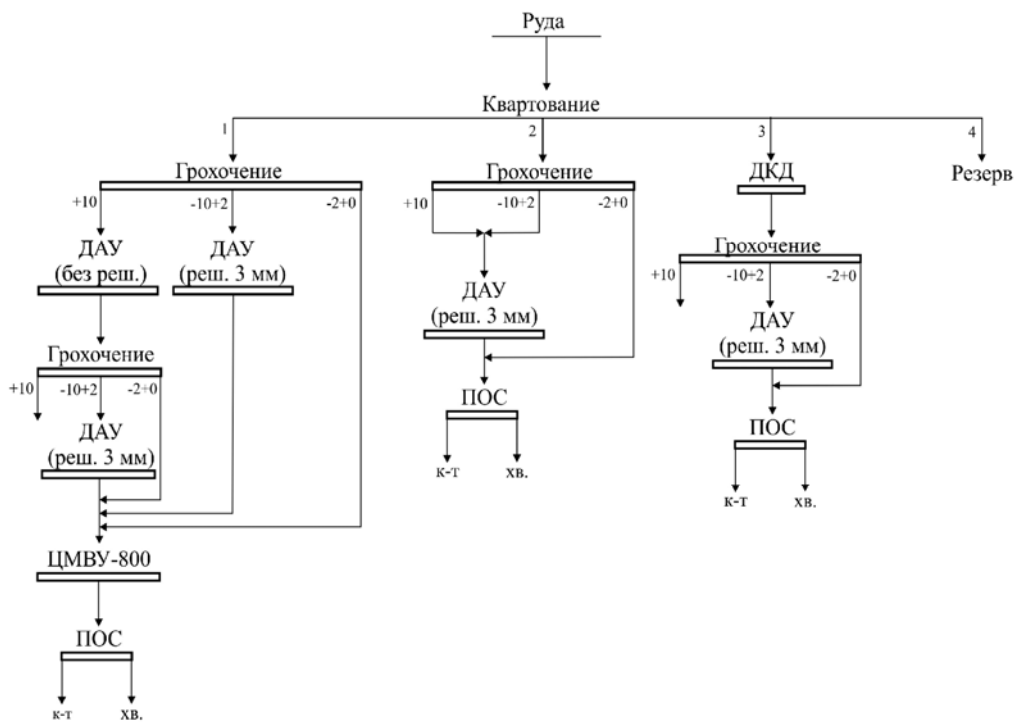 Руда
Квартование
1
2
3
4
Грохочение
Грохочение
ДКД
Резерв
+10
-10+2
-2+0
+10
-10+2
-2+0
ДАУ
(без реш.)
ДАУ
(реш. 3 мм)
Грохочение
+10
-10+2
-2+0
ДАУ
(реш. 3 мм)
ДАУ
(реш. 3 мм)
Грохочение
+10
-10+2
-2+0
ПОС
к-т
хв.
ПОС
к-т
хв.
ДАУ
(реш. 3 мм)
ЦМВУ-800
ПОС
к-т
хв.